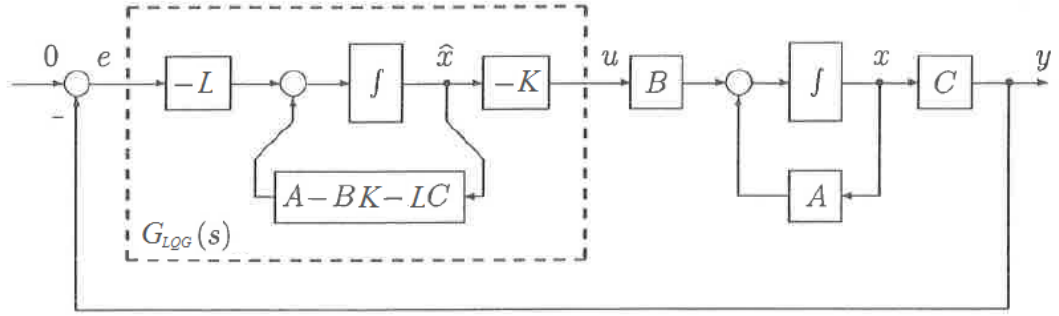 0 e −L ∫ x̂ −K u B ∫ x C y
−
A−BK−LC A
G_LQG(s)